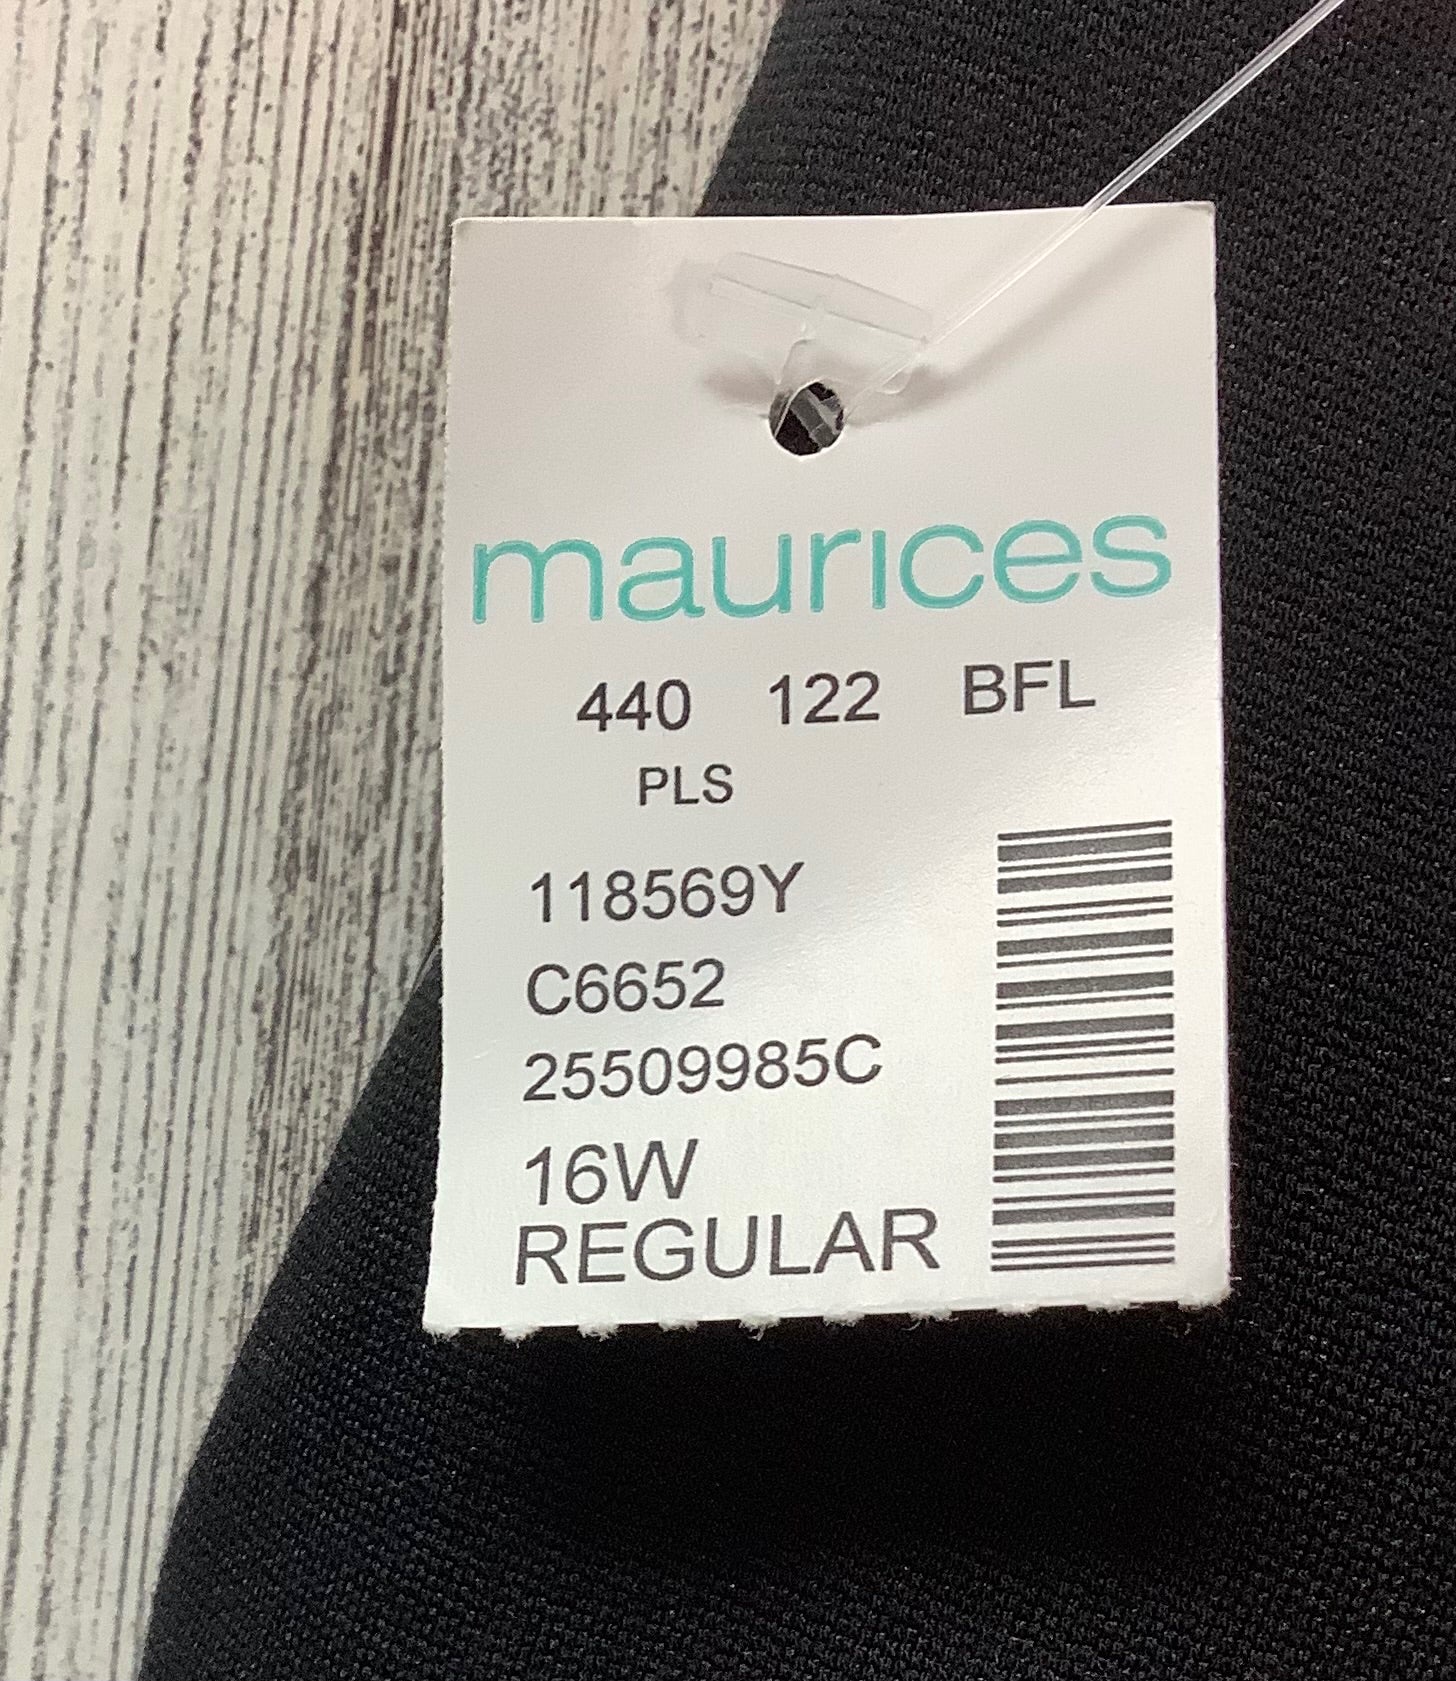 maurices
440 122 BFL
PLS
118569Y
C6652
25509985C
16W
REGULAR